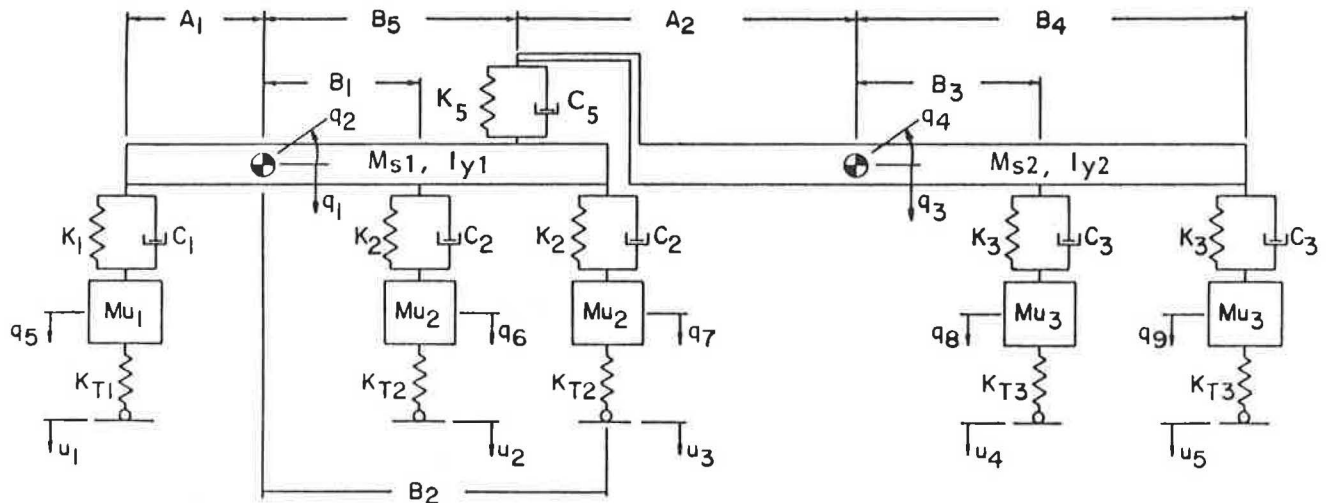 A1 B5 A2 B4
B1 B3
K5 C5
q2 q4
Ms1, Iy1 Ms2, Iy2
q1 q3
K1 C1 K2 C2 K2 C2 K3 C3 K3 C3
Mu1 Mu2 Mu2 Mu3 Mu3
q5 q6 q7 q8 q9
KT1 KT2 KT2 KT3 KT3
u1 u2 u3 u4 u5
B2